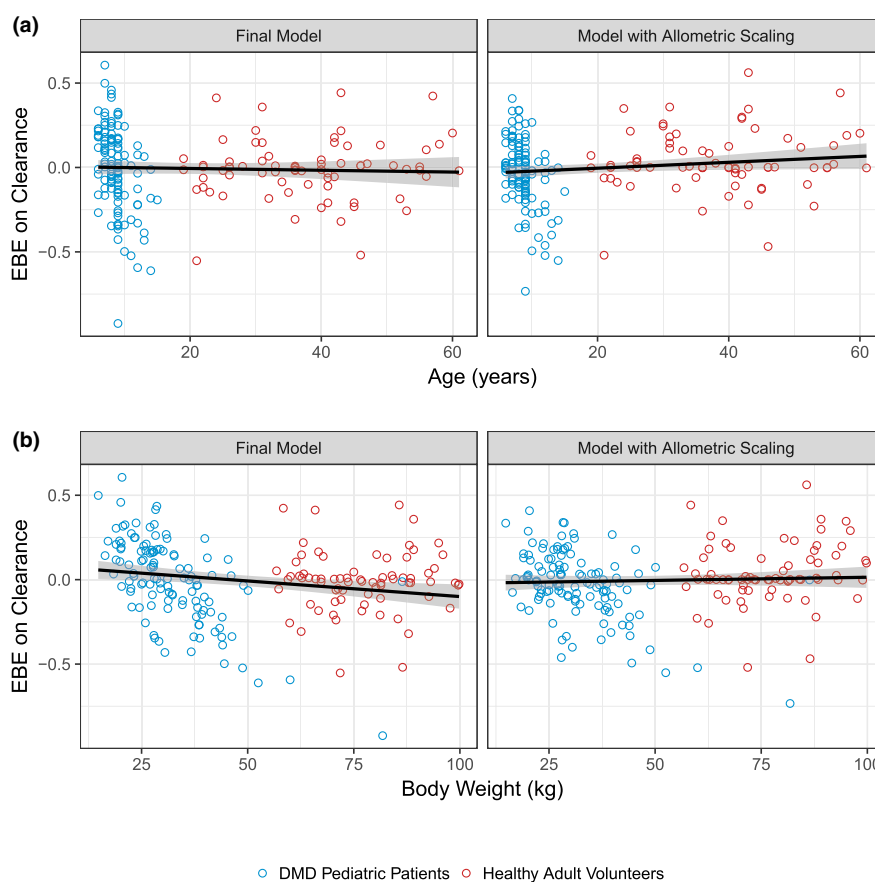 (a)
Final Model
Model with Allometric Scaling
EBE on Clearance
0.5
0.0
−0.5
20
40
60
20
40
60
Age (years)
(b)
Final Model
Model with Allometric Scaling
EBE on Clearance
0.5
0.0
−0.5
25
50
75
100
25
50
75
100
Body Weight (kg)
DMD Pediatric Patients
Healthy Adult Volunteers